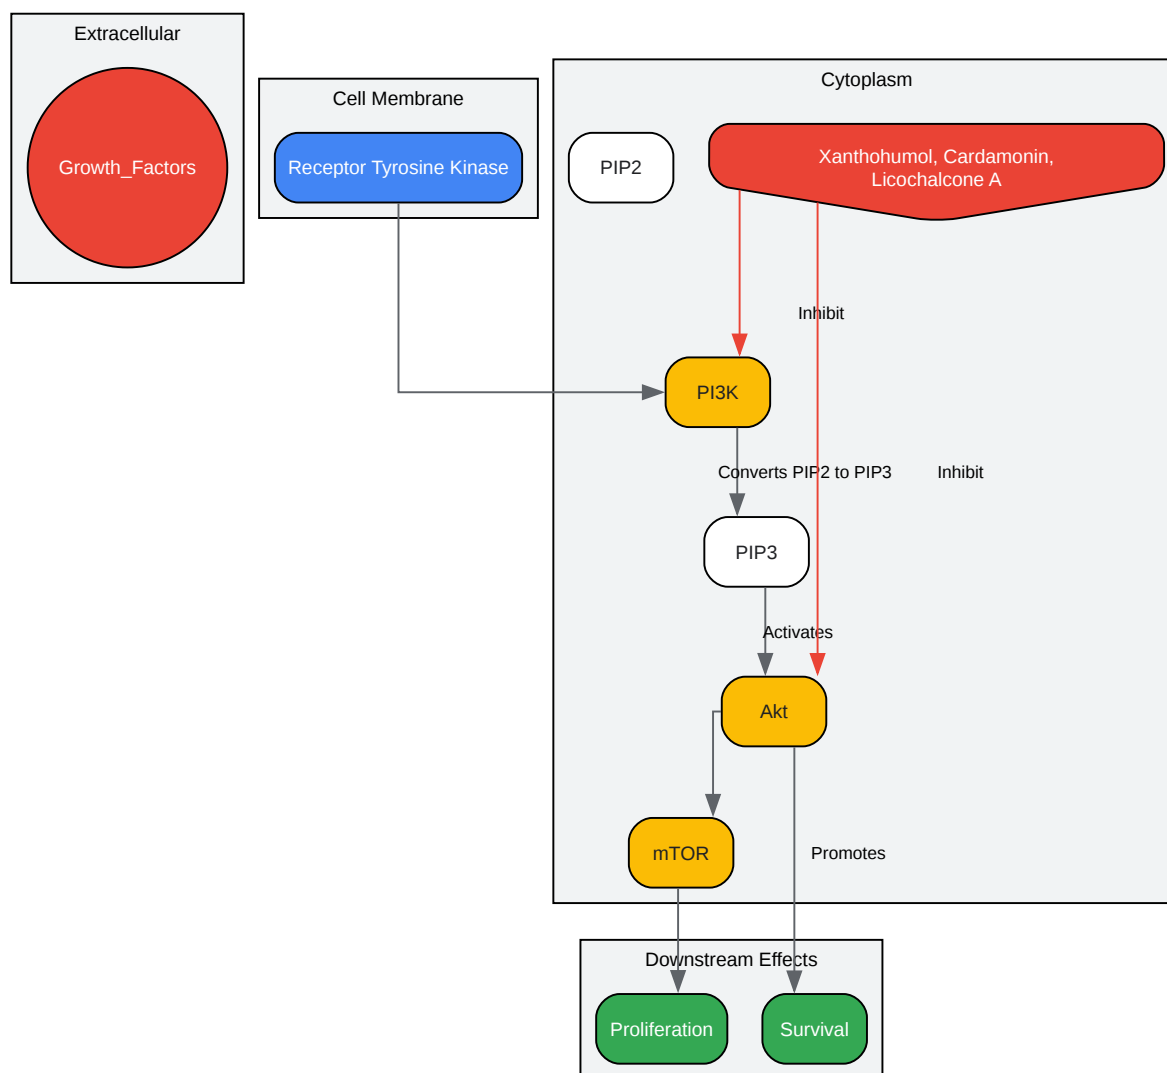 Extracellular
Growth_Factors
Cell Membrane
Receptor Tyrosine Kinase
Cytoplasm
PIP2
Xanthohumol, Cardamonin,
Licochalcone A
Inhibit
PI3K
Converts PIP2 to PIP3
Inhibit
PIP3
Activates
Akt
mTOR
Promotes
Downstream Effects
Proliferation
Survival